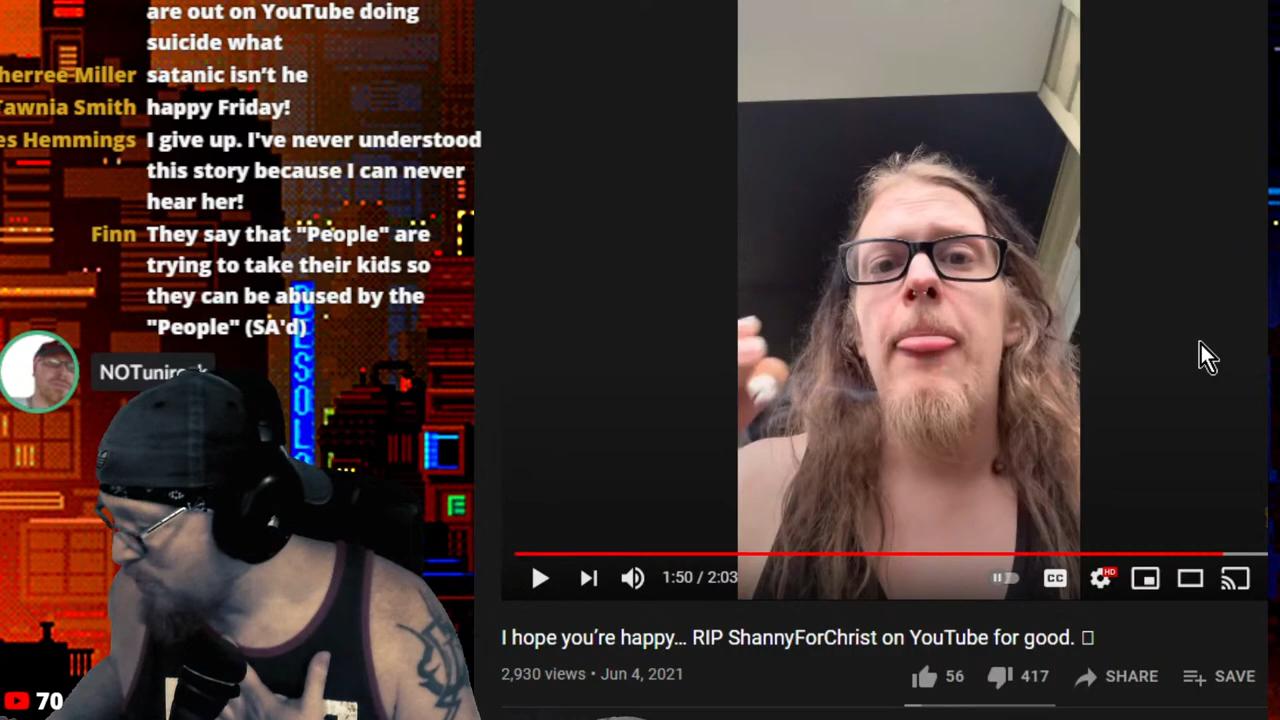 are out on YouTube doing
suicide what
herree Miller satanic isn't he
Tawnia Smith happy Friday!
es Hemmings I give up. I've never understood
this story because I can never
hear her!
Finn They say that "People" are
trying to take their kids so
they can be abused by the
"People" (SA'd)
70
1:50 / 2:03
CC
HD
I hope you're happy... RIP ShannyForChrist on YouTube for good.
2,930 views • Jun 4, 2021
56
417
SHARE
SAVE